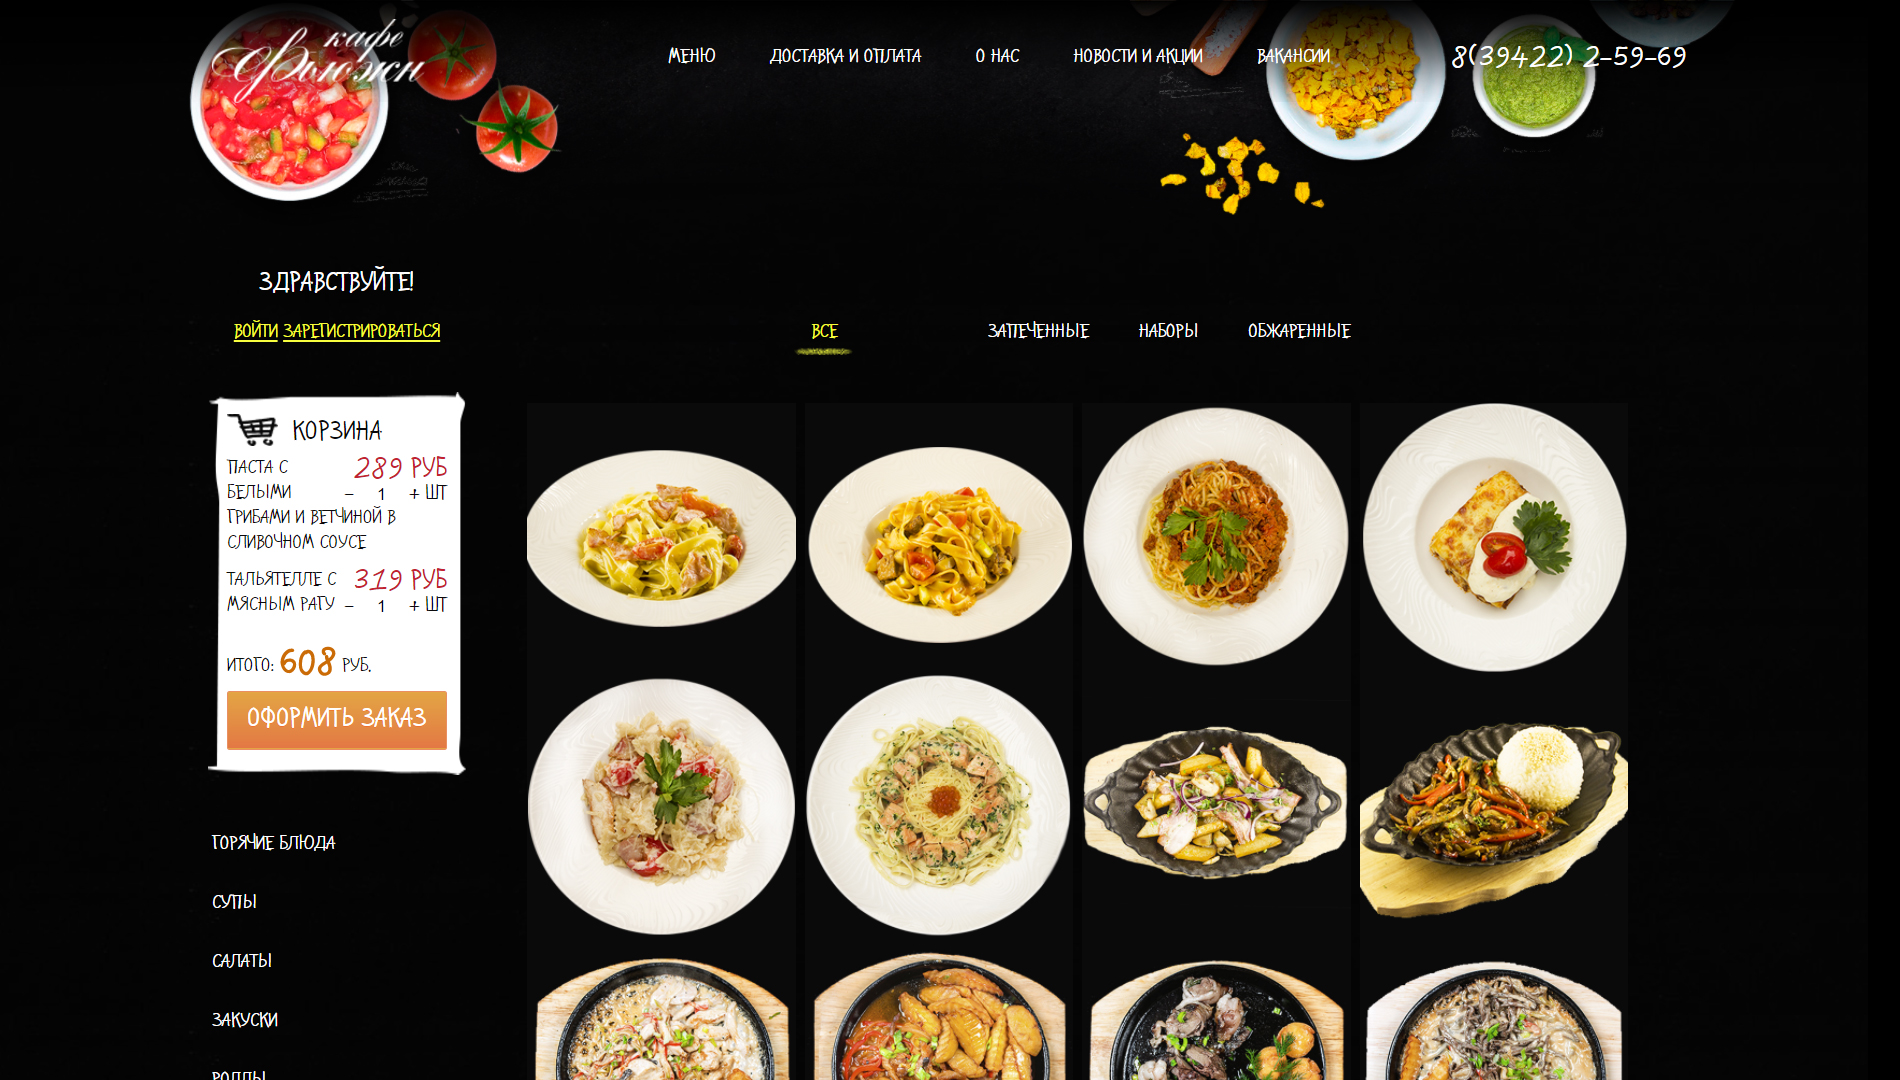 кафе
Фьюжн
МЕНЮ ДОСТАВКА И ОПЛАТА О НАС НОВОСТИ И АКЦИИ ВАКАНСИИ 8(39422) 2-59-69
ЗДРАВСТВУЙТЕ!
ВОЙТИ ЗАРЕГИСТРИРОВАТЬСЯ
ВСЕ ЗАПЕЧЕННЫЕ НАБОРЫ ОБЖАРЕННЫЕ
КОРЗИНА
ПАСТА С 289 РУБ
БЕЛЫМИ - 1 + ШТ
ГРИБАМИ И ВЕТЧИНОЙ В
СЛИВОЧНОМ СОУСЕ
ТАЛЬЯТЕЛЛЕ С 319 РУБ
МЯСНЫМ РАГУ - 1 + ШТ
ИТОГО: 608 РУБ.
ОФОРМИТЬ ЗАКАЗ
ГОРЯЧИЕ БЛЮДА
СУПЫ
САЛАТЫ
ЗАКУСКИ
РОЛЛЫ